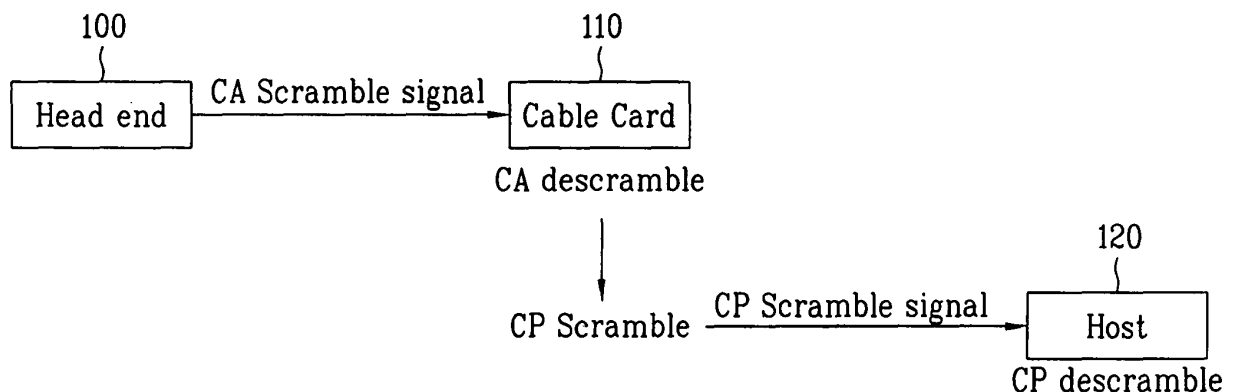 100
110
Head end
CA Scramble signal
Cable Card
CA descramble
120
CP Scramble
CP Scramble signal
Host
CP descramble